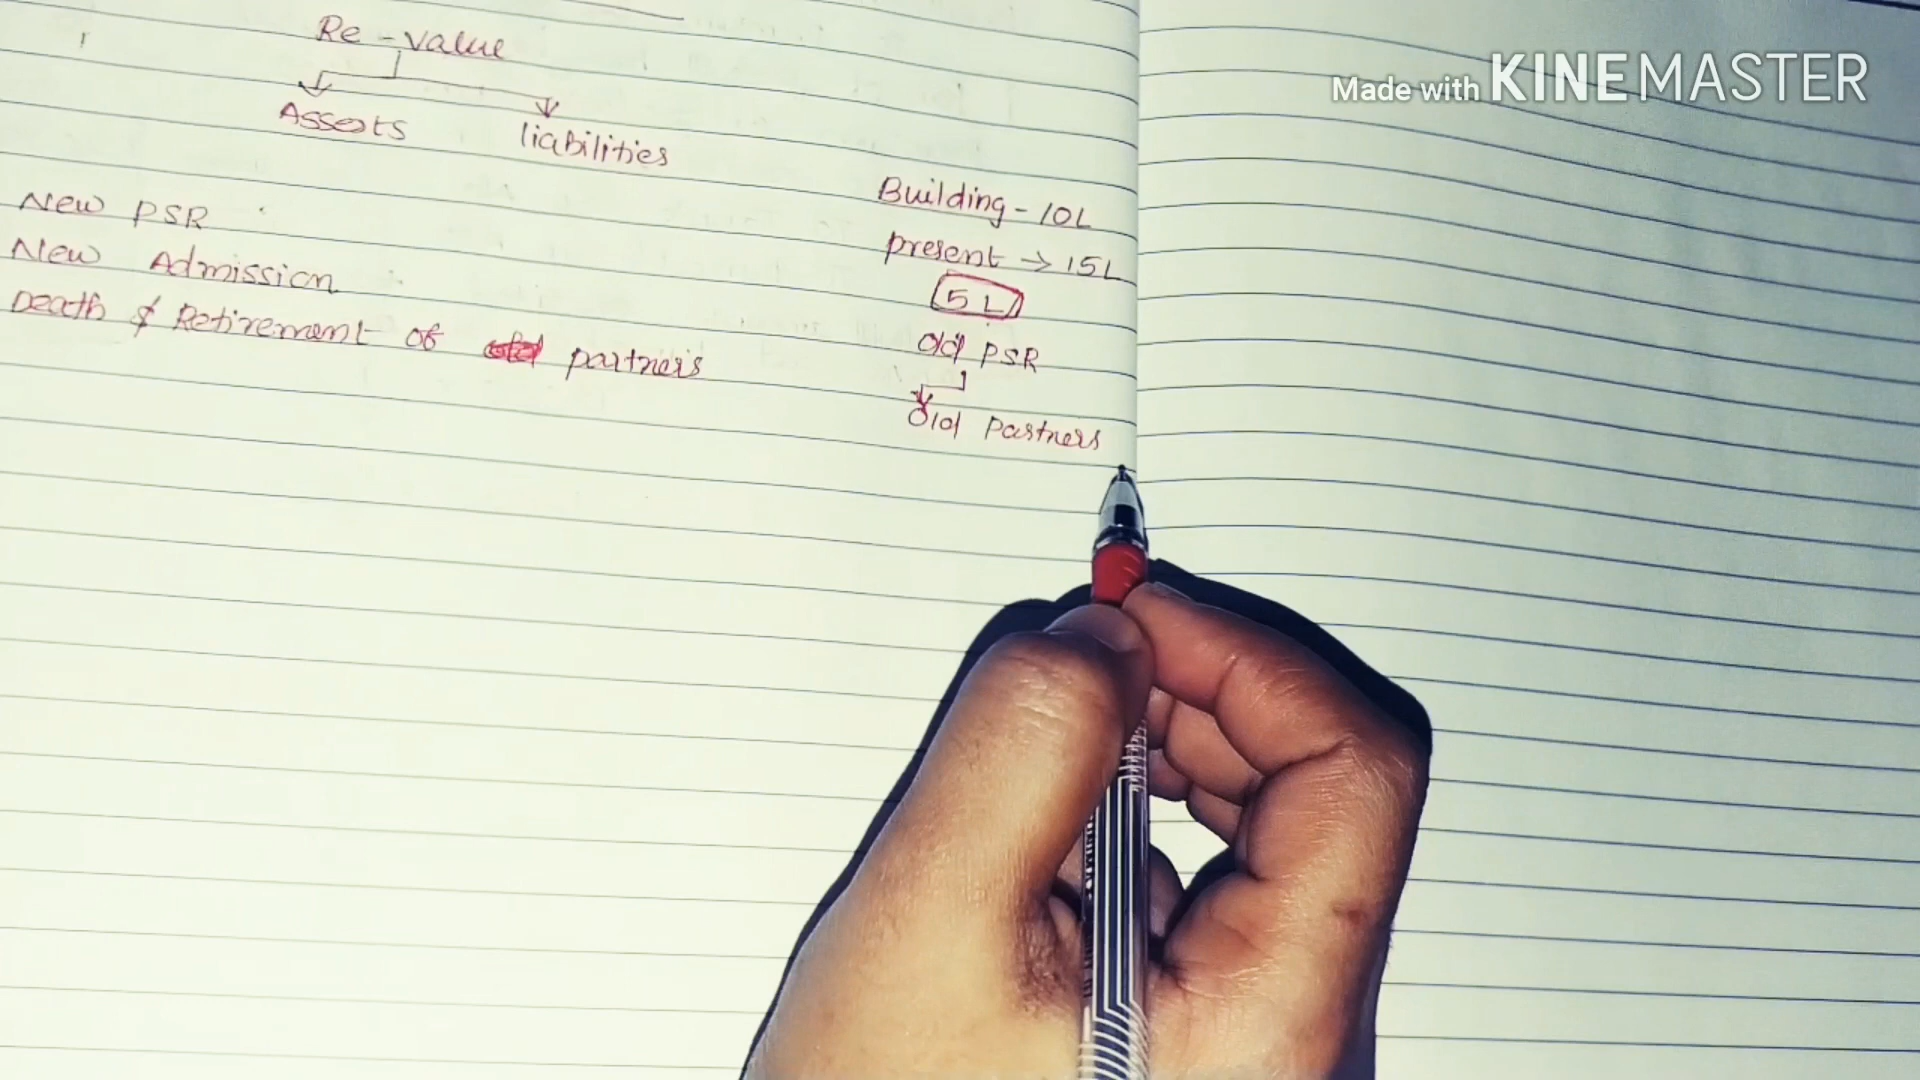 Made with KINEMASTER
Re-value
Assets
liabilities
New PSR
New Admission
Death & Retirement of partners
Building - 10L
present → 15L
5 L
old PSR
Old Partners